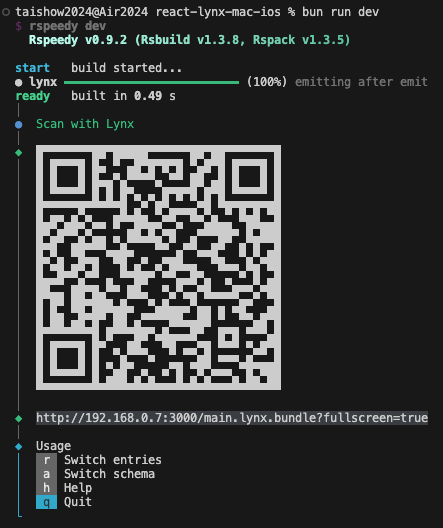 taishow2024@Air2024 react-lynx-mac-ios % bun run dev
$ rspeedy dev
Rspeedy v0.9.2 (Rsbuild v1.3.8, Rspack v1.3.5)
start build started...
● lynx ━━━━━━━━━━━━━━━━━━━━━━━━━ (100%) emitting after emit
ready built in 0.49 s
Scan with Lynx
http://192.168.0.7:3000/main.lynx.bundle?fullscreen=true
Usage
r Switch entries
a Switch schema
h Help
q Quit